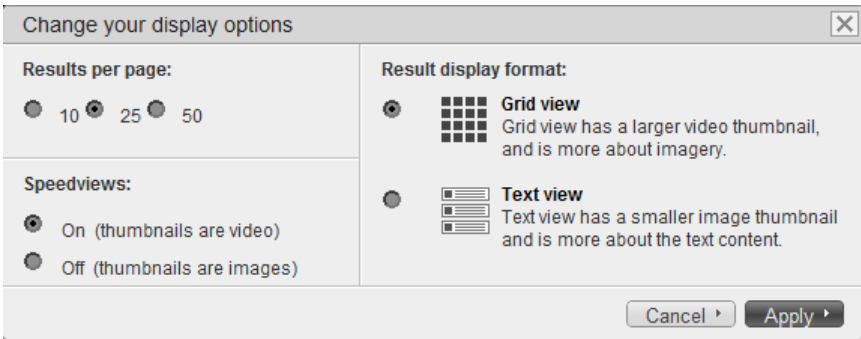 Change your display options
Results per page:
10 25 50
Speedviews:
On (thumbnails are video)
Off (thumbnails are images)
Result display format:
Grid view
Grid view has a larger video thumbnail,
and is more about imagery.
Text view
Text view has a smaller image thumbnail
and is more about the text content.
Cancel
Apply